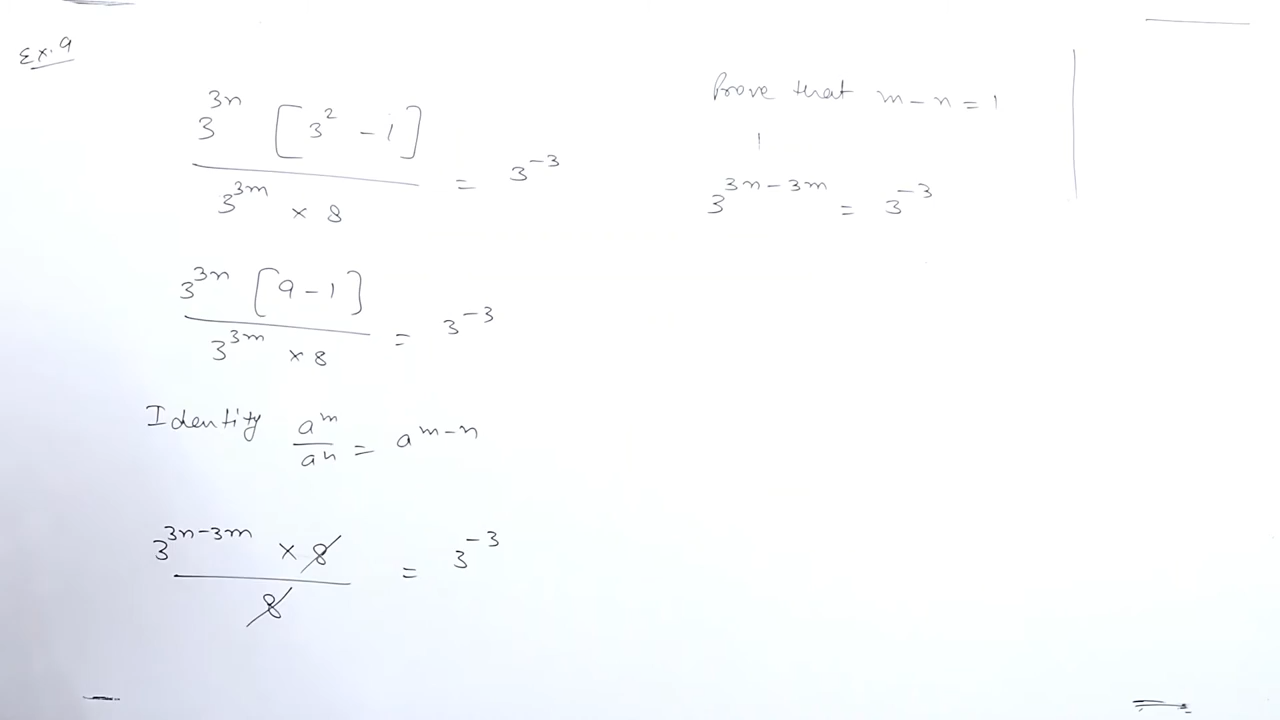 Ex.9
3^{3n} [3^2 - 1] / 3^{3m} × 8 = 3^{-3}
3^{3n} [9 - 1] / 3^{3m} × 8 = 3^{-3}
Identity a^m / a^n = a^{m-n}
3^{3n-3m} × 8 / 8 = 3^{-3}
Prove that m - n = 1
3^{3n-3m} = 3^{-3}